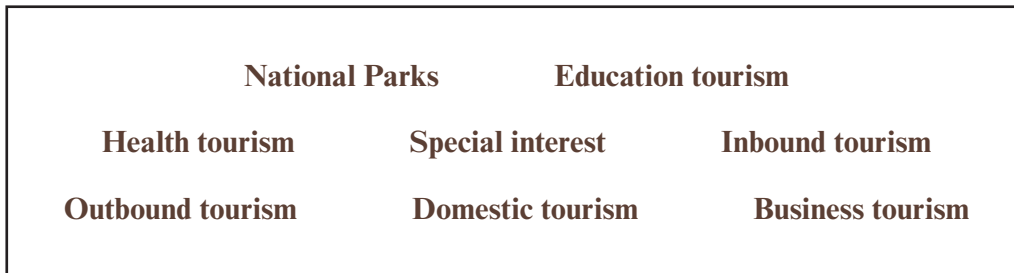 National Parks Education tourism
Health tourism Special interest Inbound tourism
Outbound tourism Domestic tourism Business tourism